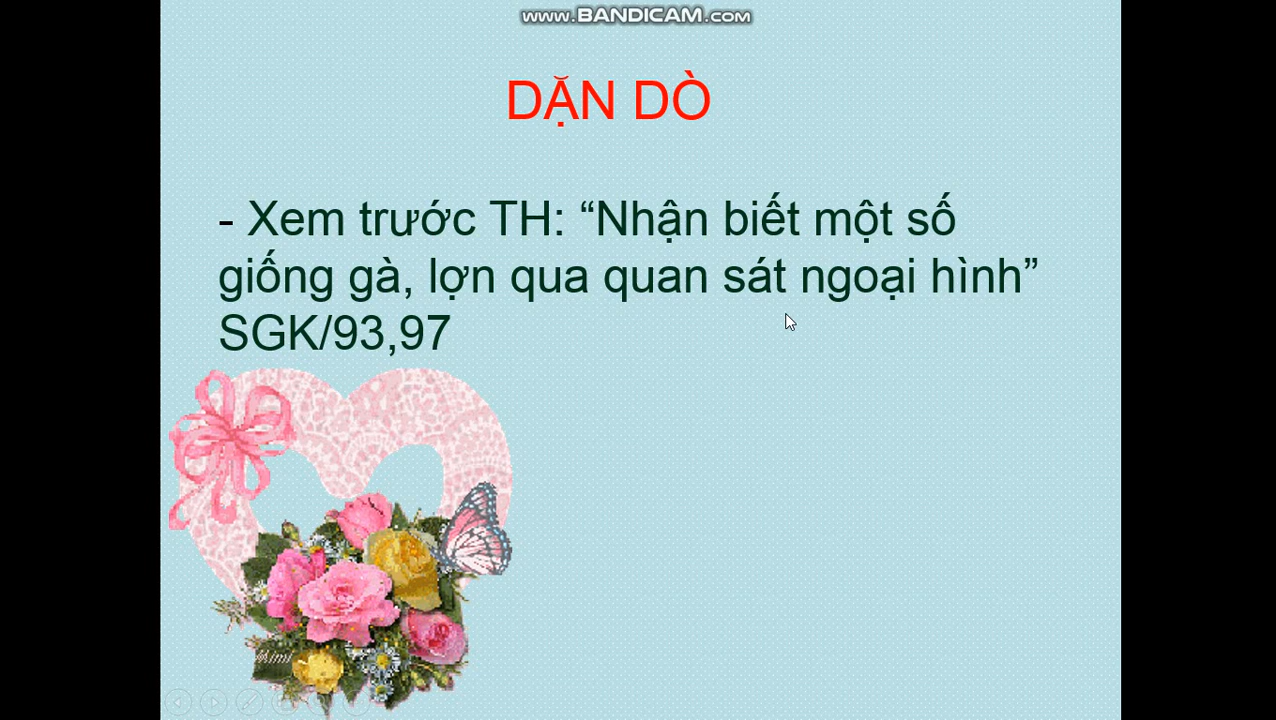 www.BANDICAM.com
DẶN DÒ
- Xem trước TH: “Nhận biết một số
giống gà, lợn qua quan sát ngoại hình”
SGK/93,97
Kimi